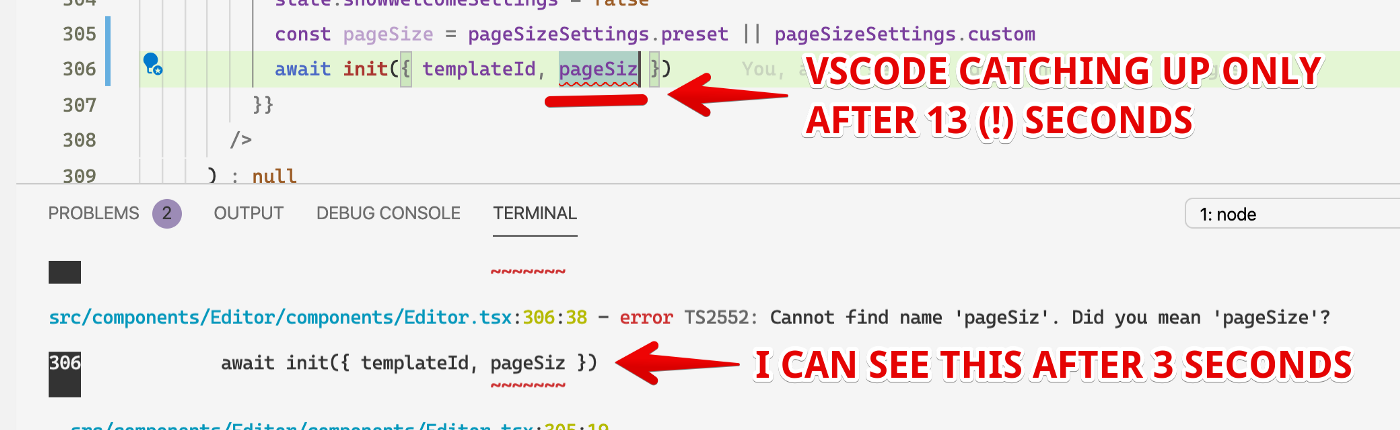 304 state.showWelcomeSettings = false
305 const pageSize = pageSizeSettings.preset || pageSizeSettings.custom
306 await init({ templateId, pageSiz }) You, a
VSCODE CATCHING UP ONLY
AFTER 13 (!) SECONDS
307 }}
308 />
309 ) : null
PROBLEMS 2 OUTPUT DEBUG CONSOLE TERMINAL 1: node
~~~~~~~
src/components/Editor/components/Editor.tsx:306:38 – error TS2552: Cannot find name 'pageSiz'. Did you mean 'pageSize'?
306 await init({ templateId, pageSiz })
I CAN SEE THIS AFTER 3 SECONDS
~~~~~~~
src/components/Editor/components/Editor.tsx:305:19